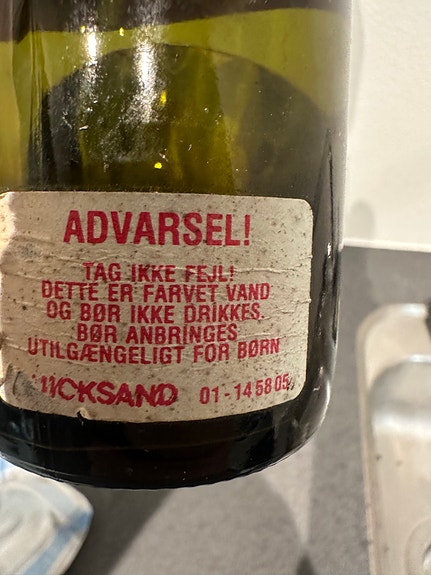 ADVARSEL!
TAG IKKE FEJL!
DETTE ER FARVET VAND
OG BØR IKKE DRIKKES.
BØR ANBRINGES
UTILGÆNGELIGT FOR BØRN
01-14 58 05